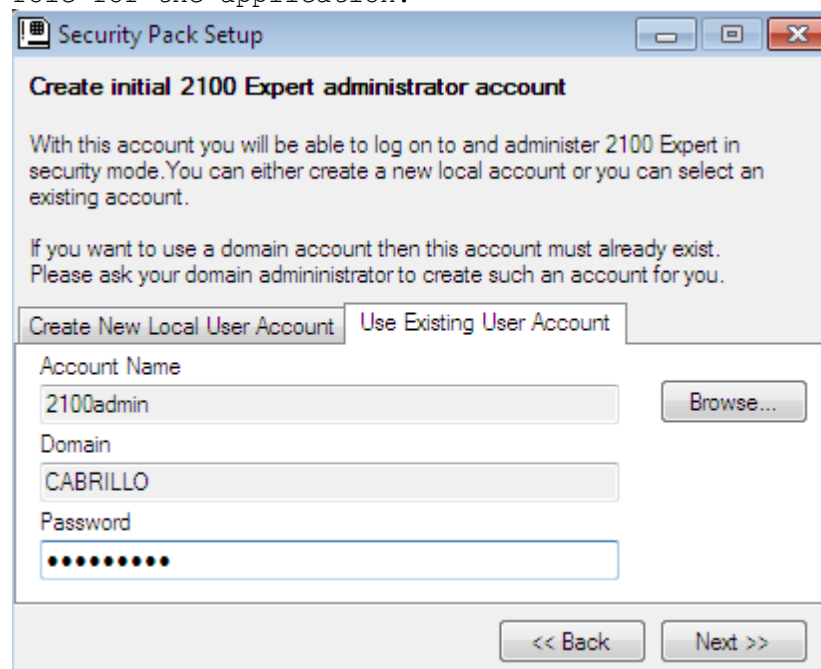 role for the application.
Security Pack Setup
Create initial 2100 Expert administrator account
With this account you will be able to log on to and administer 2100 Expert in
security mode.You can either create a new local account or you can select an
existing account.
If you want to use a domain account then this account must already exist.
Please ask your domain admininistrator to create such an account for you.
Create New Local User Account Use Existing User Account
Account Name
2100admin Browse...
Domain
CABRILLO
Password
•••••••••
<< Back Next >>